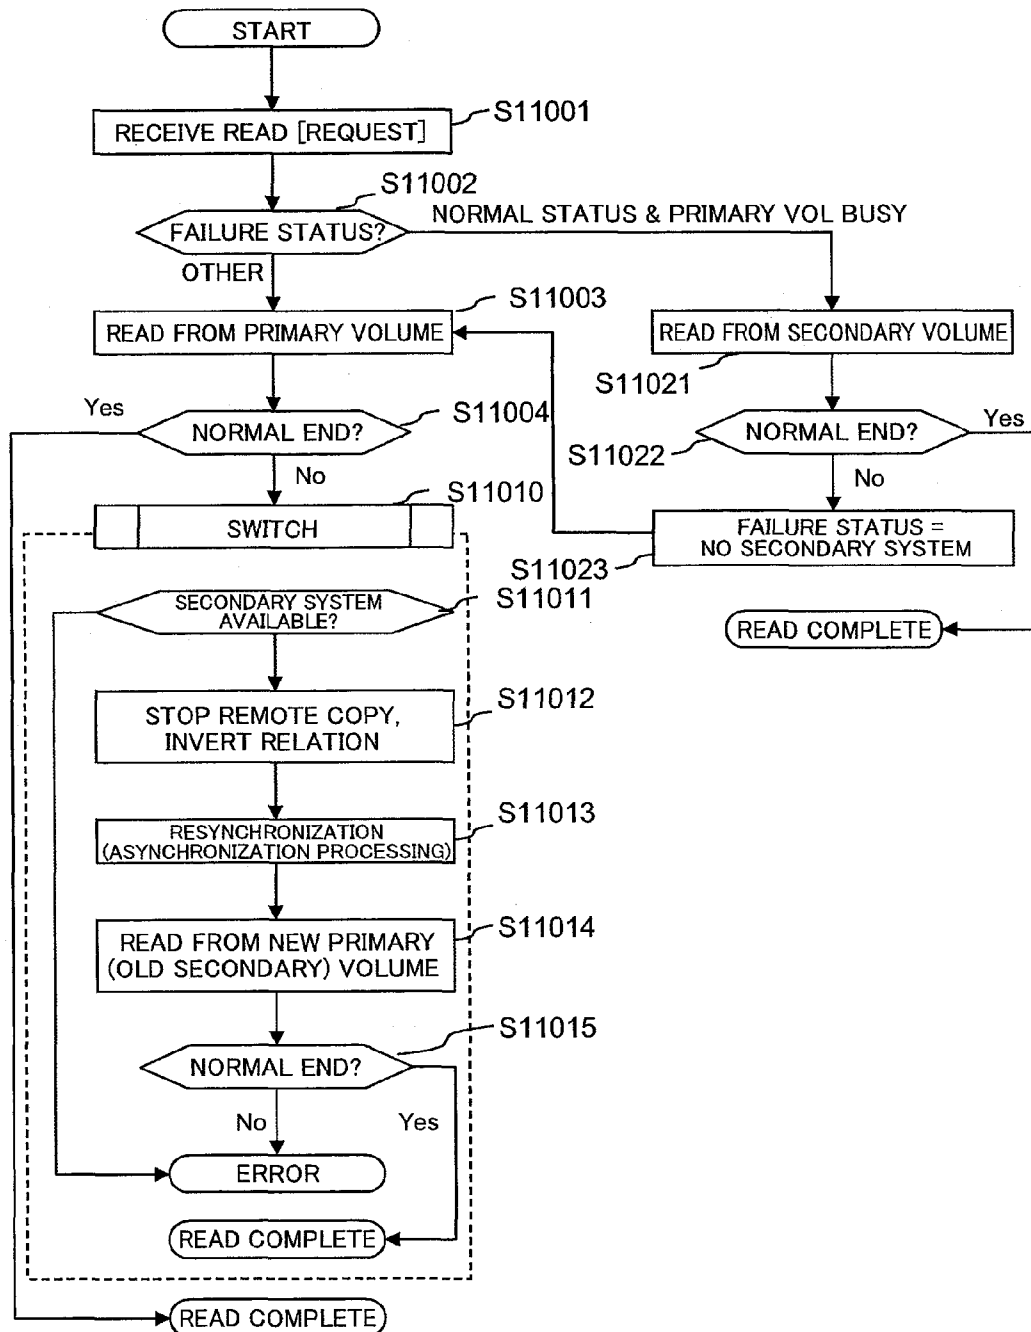 START
S11001
RECEIVE READ [REQUEST]
S11002
FAILURE STATUS?
NORMAL STATUS & PRIMARY VOL BUSY
OTHER
S11003
READ FROM PRIMARY VOLUME
READ FROM SECONDARY VOLUME
S11021
Yes
S11004
NORMAL END?
No
NORMAL END?
Yes
S11022
No
S11010
SWITCH
FAILURE STATUS =
NO SECONDARY SYSTEM
S11023
SECONDARY SYSTEM
AVAILABLE?
S11011
READ COMPLETE
S11012
STOP REMOTE COPY,
INVERT RELATION
S11013
RESYNCHRONIZATION
(ASYNCHRONIZATION PROCESSING)
S11014
READ FROM NEW PRIMARY
(OLD SECONDARY) VOLUME
S11015
NORMAL END?
No
Yes
ERROR
READ COMPLETE
READ COMPLETE